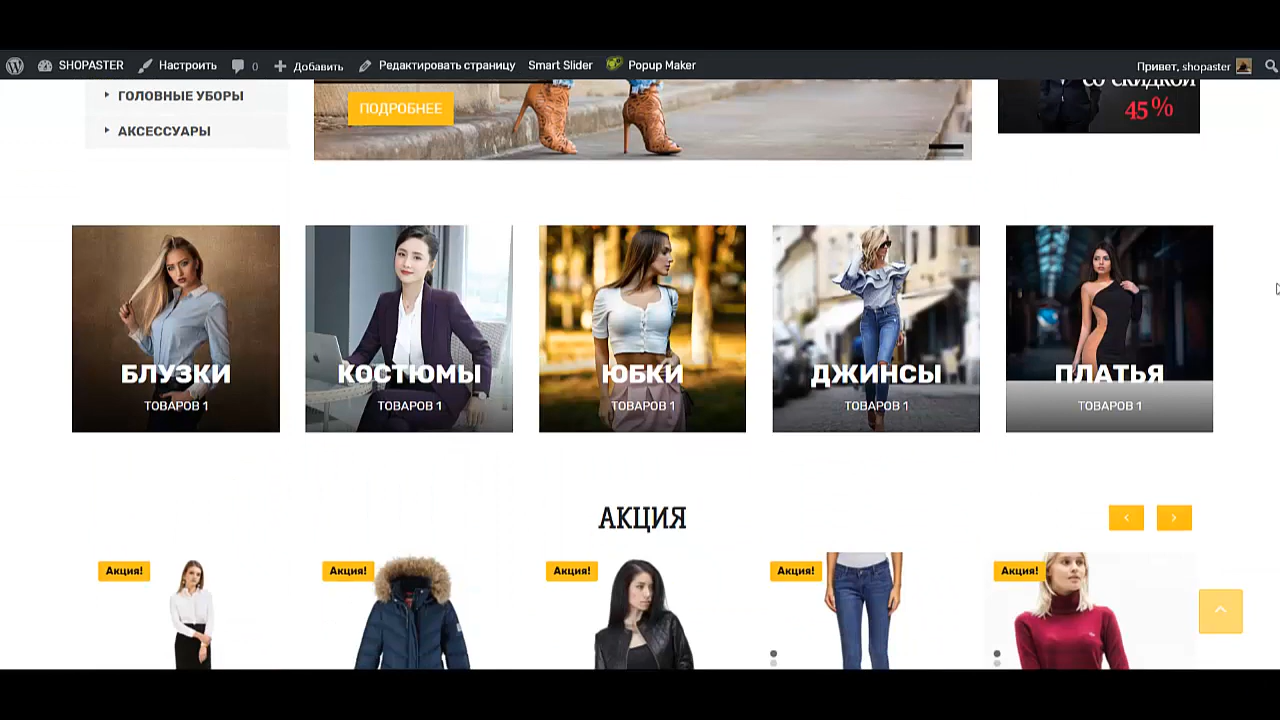 SHOPASTER Настроить 0 Добавить Редактировать страницу Smart Slider Popup Maker Привет, shopaster
ГОЛОВНЫЕ УБОРЫ
АКСЕССУАРЫ
ПОДРОБНЕЕ
СО СКИДКОЙ
45%
БЛУЗКИ
ТОВАРОВ 1
КОСТЮМЫ
ТОВАРОВ 1
ЮБКИ
ТОВАРОВ 1
ДЖИНСЫ
ТОВАРОВ 1
ПЛАТЬЯ
ТОВАРОВ 1
АКЦИЯ
Акция!
Акция!
Акция!
Акция!
Акция!